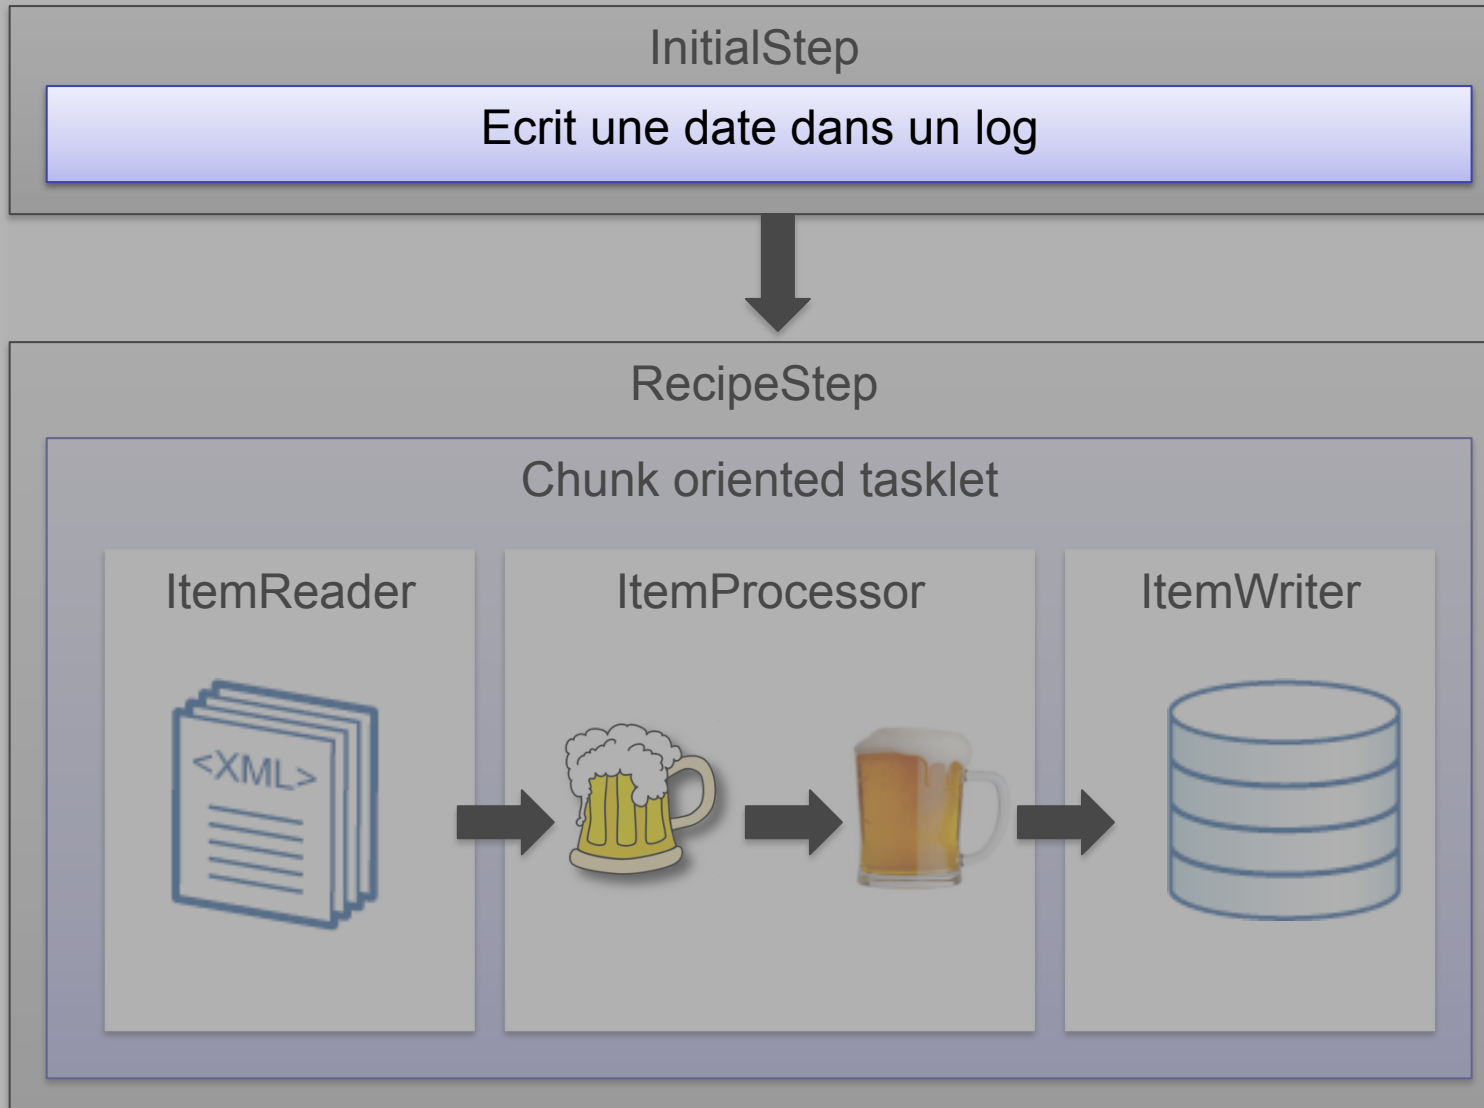 InitialStep
Ecrit une date dans un log
RecipeStep
Chunk oriented tasklet
ItemReader
ItemProcessor
ItemWriter
<XML>